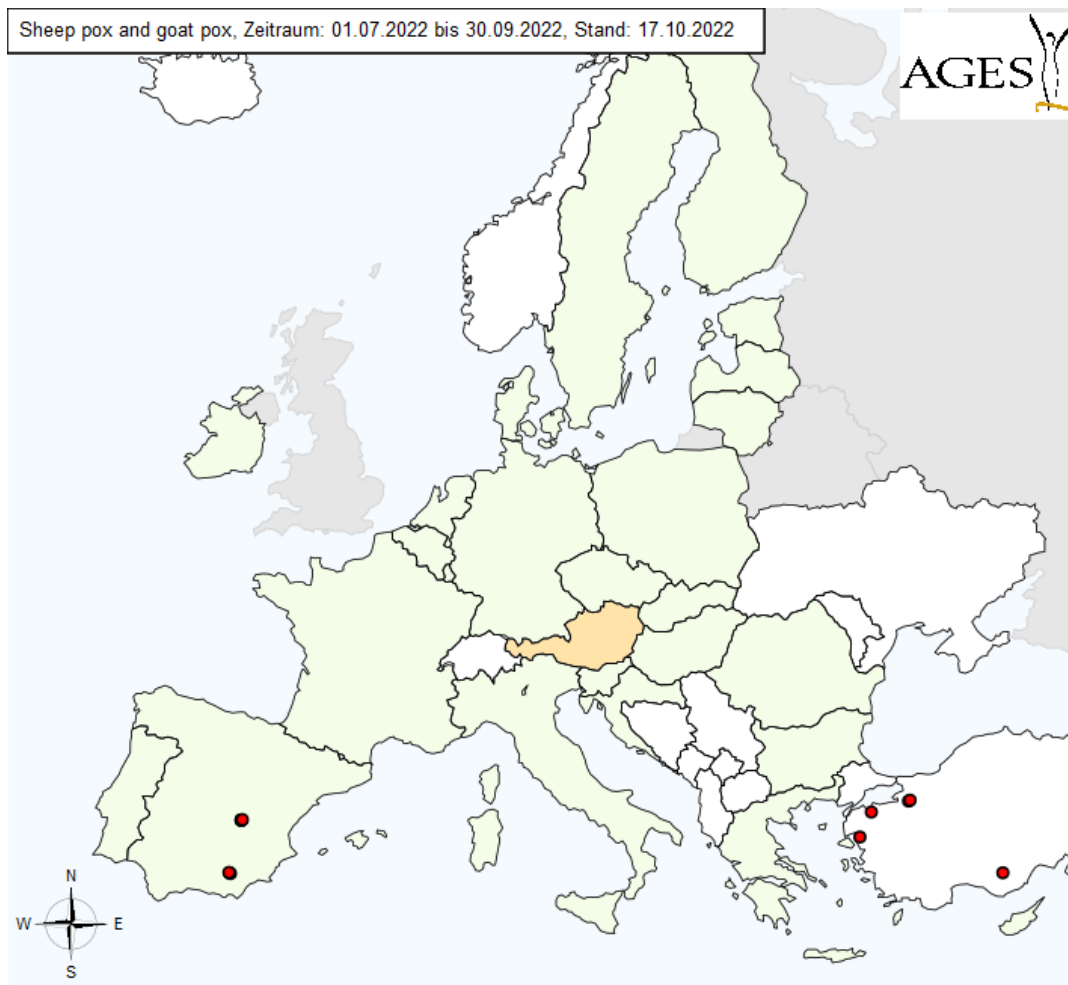 Sheep pox and goat pox, Zeitraum: 01.07.2022 bis 30.09.2022, Stand: 17.10.2022
AGES
N
W E
S